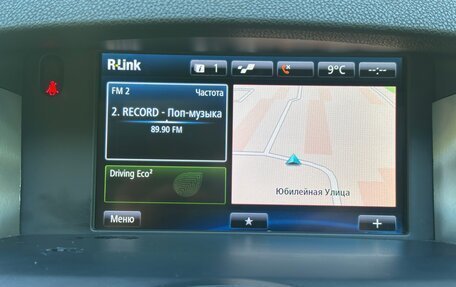 R-Link
1
9°C
--:--
FM 2 Частота
2. RECORD - Поп-музыка
89.90 FM
Driving Eco²
Юбилейная Улица
Меню
+